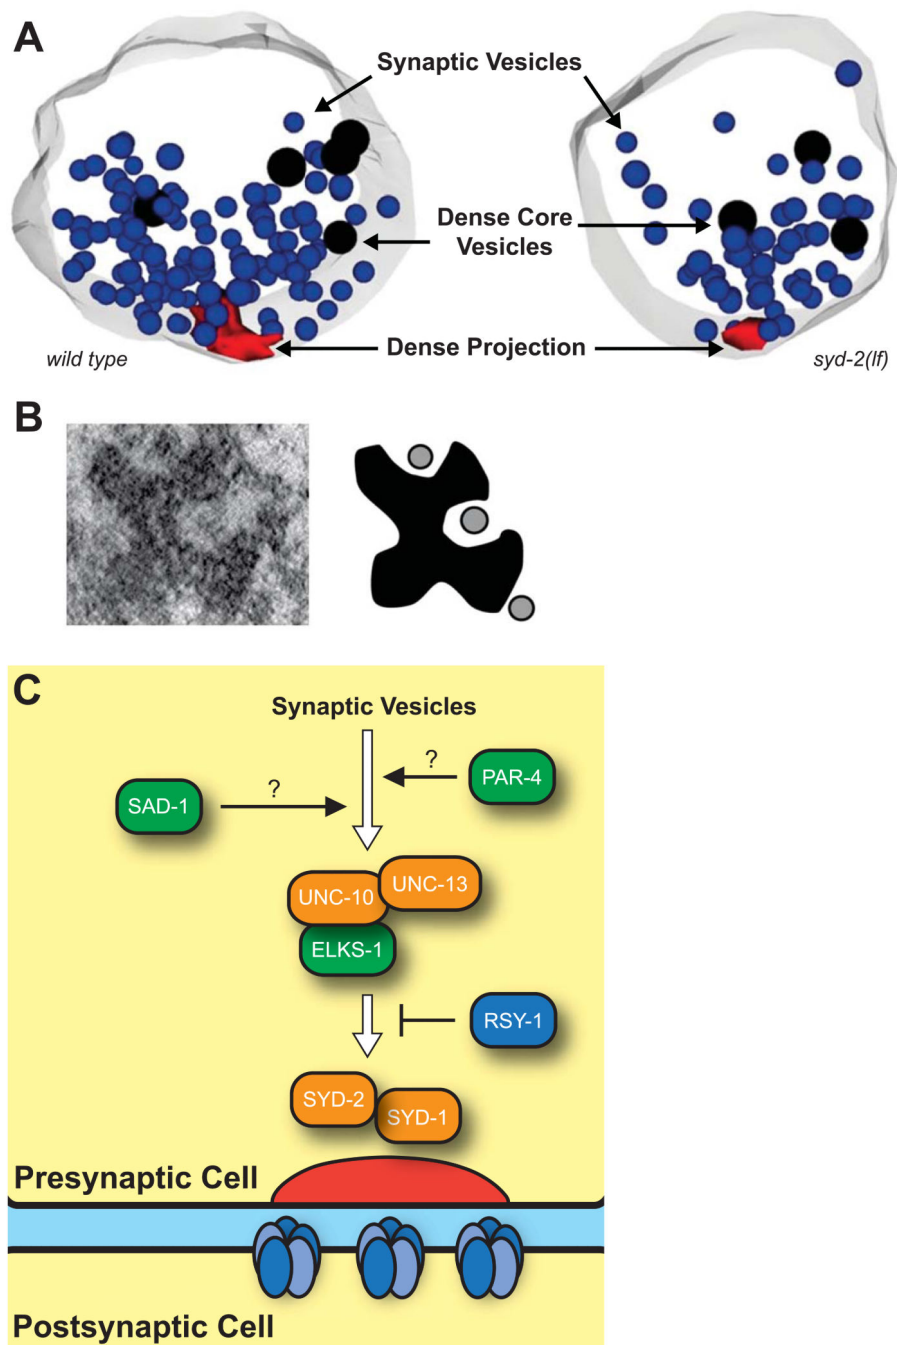 A
Synaptic Vesicles
Dense Core
Vesicles
Dense Projection
wild type
syd-2(lf)
B
C
Synaptic Vesicles
?
PAR-4
?
SAD-1
UNC-13
UNC-10
ELKS-1
RSY-1
SYD-2
SYD-1
Presynaptic Cell
Postsynaptic Cell